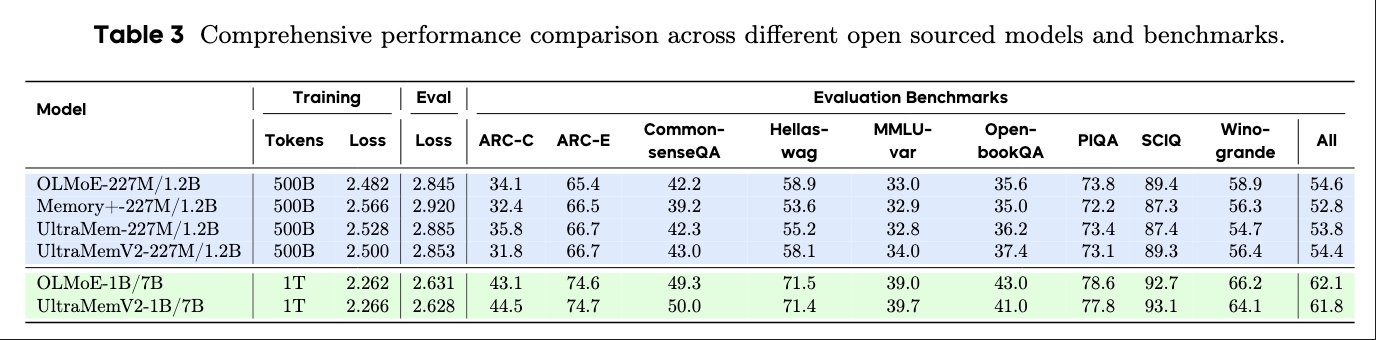 Table 3 Comprehensive performance comparison across different open sourced models and benchmarks.
Model Training Eval Evaluation Benchmarks
Tokens Loss Loss ARC-C ARC-E Common-senseQA Hellas-wag MMLU-var Open-bookQA PIQA SCIQ Wino-grande All
OLMoE-227M/1.2B 500B 2.482 2.845 34.1 65.4 42.2 58.9 33.0 35.6 73.8 89.4 58.9 54.6
Memory+-227M/1.2B 500B 2.566 2.920 32.4 66.5 39.2 53.6 32.9 35.0 72.2 87.3 56.3 52.8
UltraMem-227M/1.2B 500B 2.528 2.885 35.8 66.7 42.3 55.2 32.8 36.2 73.4 87.4 54.7 53.8
UltraMemV2-227M/1.2B 500B 2.500 2.853 31.8 66.7 43.0 58.1 34.0 37.4 73.1 89.3 56.4 54.4
OLMoE-1B/7B 1T 2.262 2.631 43.1 74.6 49.3 71.5 39.0 43.0 78.6 92.7 66.2 62.1
UltraMemV2-1B/7B 1T 2.266 2.628 44.5 74.7 50.0 71.4 39.7 41.0 77.8 93.1 64.1 61.8